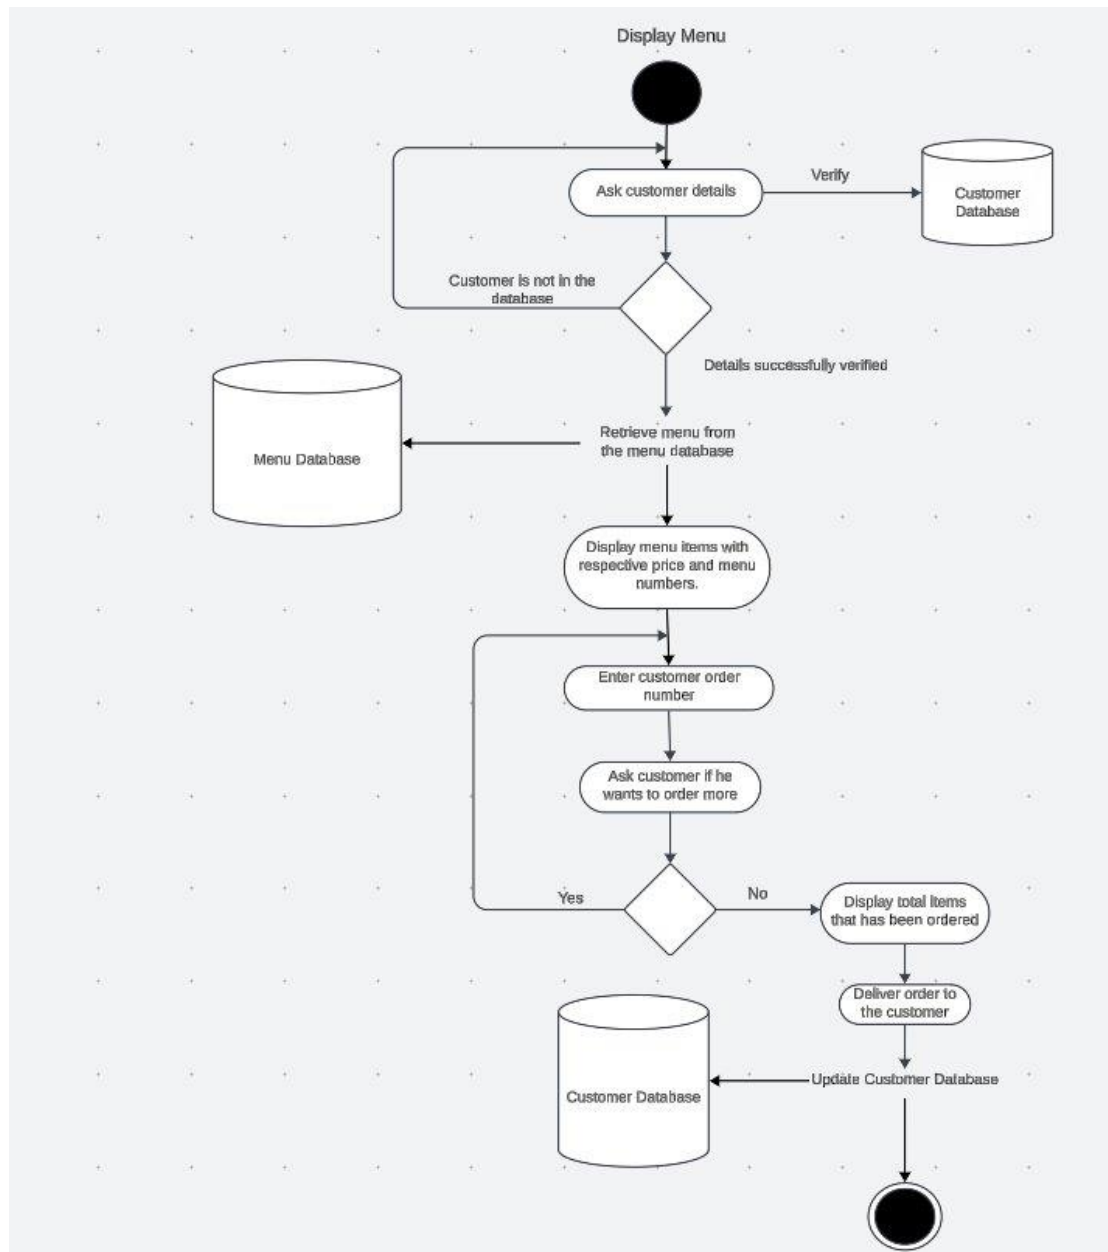 Display Menu
Ask customer details
Verify
Customer
Database
Customer is not in the
database
Details successfully verified
Retrieve menu from
the menu database
Menu Database
Display menu items with
respective price and menu
numbers.
Enter customer order
number
Ask customer if he
wants to order more
Yes
No
Display total Items
that has been ordered
Deliver order to
the customer
Update Customer Database
Customer Database